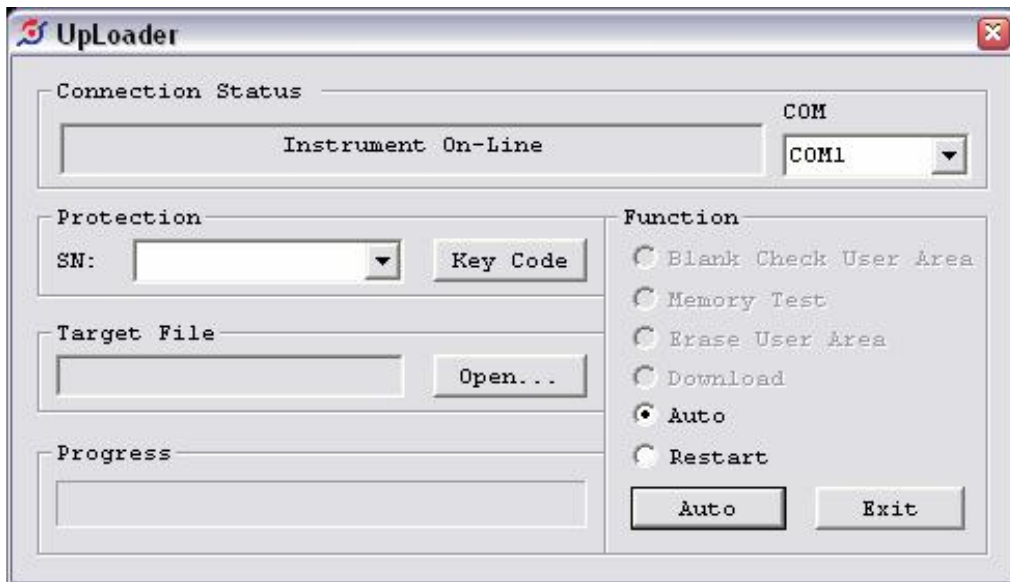 UpLoader
Connection Status
Instrument On-Line
COM
COM1
Protection
SN:
Key Code
Target File
Open...
Progress
Function
Blank Check User Area
Memory Test
Erase User Area
Download
Auto
Restart
Auto
Exit